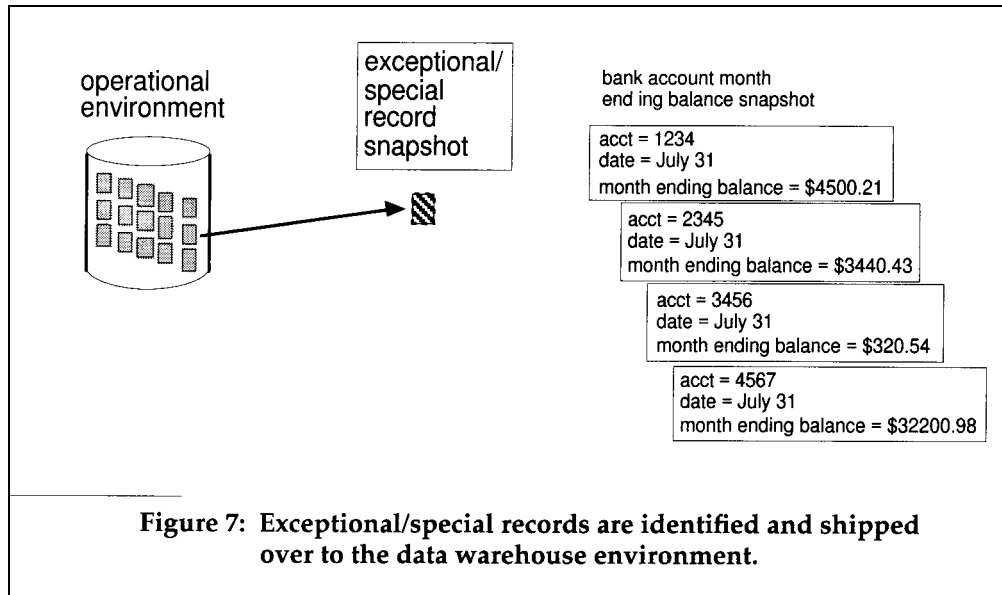 operational
environment
exceptional/
special
record
snapshot
bank account month
end ing balance snapshot
acct = 1234
date = July 31
month ending balance = $4500.21
acct = 2345
date = July 31
month ending balance = $3440.43
acct = 3456
date = July 31
month ending balance = $320.54
acct = 4567
date = July 31
month ending balance = $32200.98
Figure 7: Exceptional/special records are identified and shipped
over to the data warehouse environment.